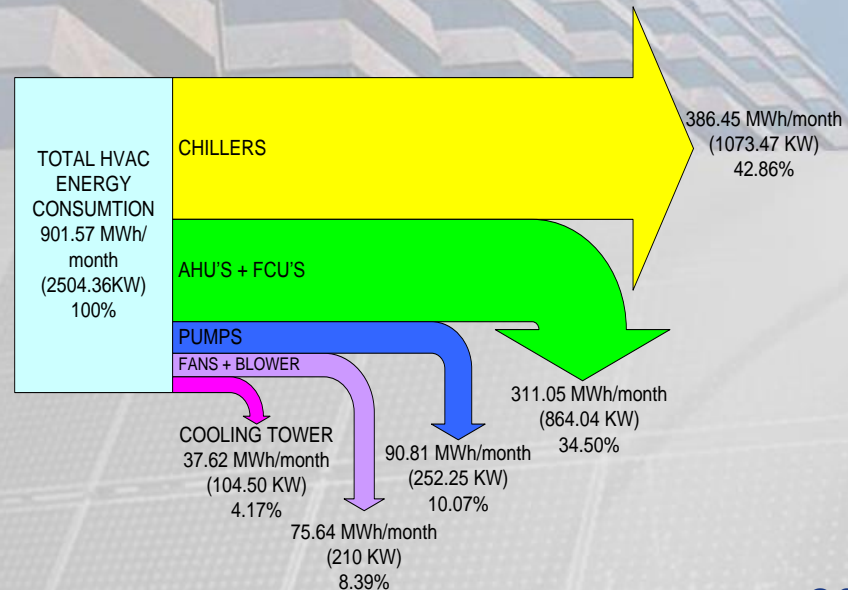 TOTAL HVAC
ENERGY
CONSUMTION
901.57 MWh/
month
(2504.36KW)
100%
CHILLERS
386.45 MWh/month
(1073.47 KW)
42.86%
AHU'S + FCU'S
311.05 MWh/month
(864.04 KW)
34.50%
PUMPS
90.81 MWh/month
(252.25 KW)
10.07%
FANS + BLOWER
75.64 MWh/month
(210 KW)
8.39%
COOLING TOWER
37.62 MWh/month
(104.50 KW)
4.17%